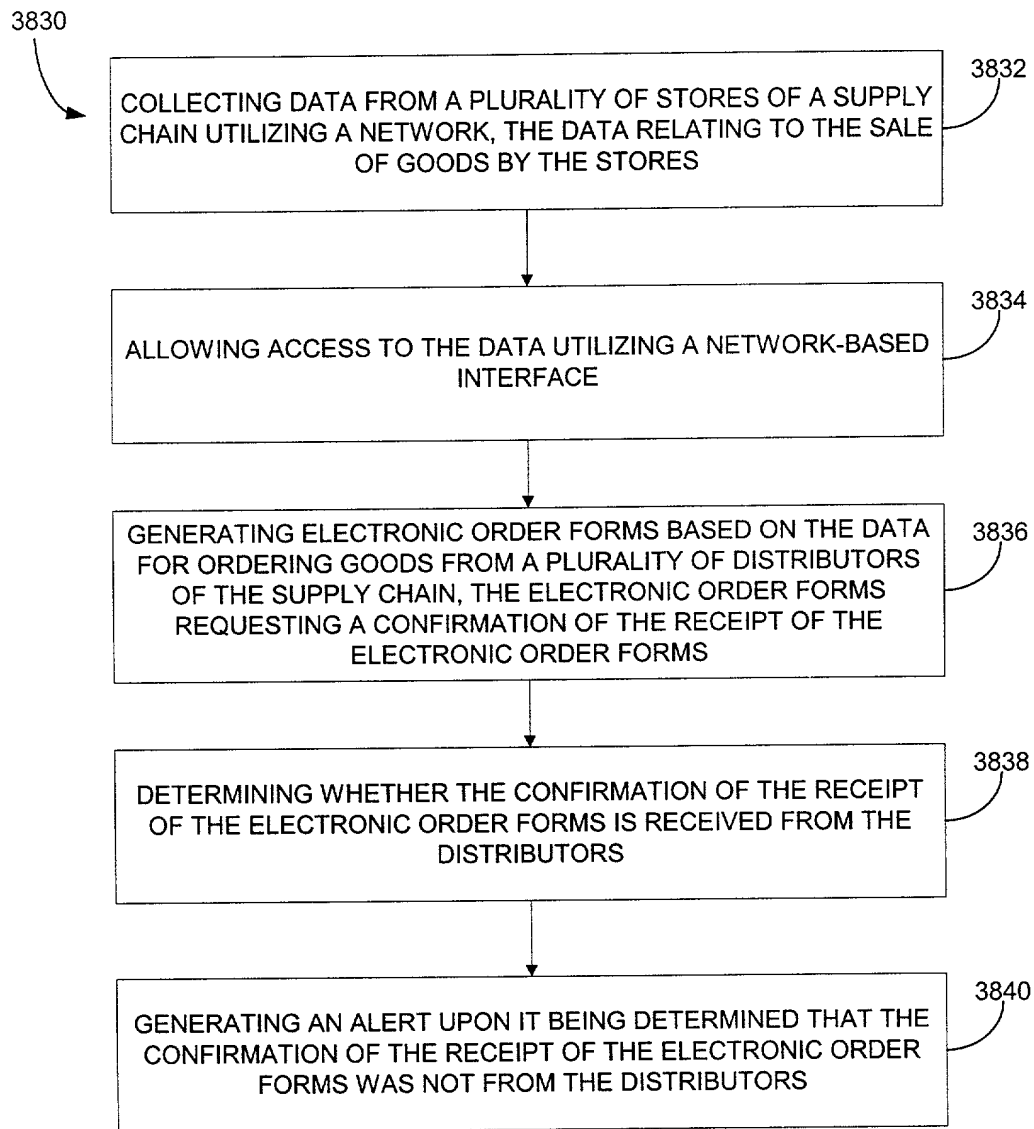 3830
3832
COLLECTING DATA FROM A PLURALITY OF STORES OF A SUPPLY
CHAIN UTILIZING A NETWORK, THE DATA RELATING TO THE SALE
OF GOODS BY THE STORES
3834
ALLOWING ACCESS TO THE DATA UTILIZING A NETWORK-BASED
INTERFACE
3836
GENERATING ELECTRONIC ORDER FORMS BASED ON THE DATA
FOR ORDERING GOODS FROM A PLURALITY OF DISTRIBUTORS
OF THE SUPPLY CHAIN, THE ELECTRONIC ORDER FORMS
REQUESTING A CONFIRMATION OF THE RECEIPT OF THE
ELECTRONIC ORDER FORMS
3838
DETERMINING WHETHER THE CONFIRMATION OF THE RECEIPT
OF THE ELECTRONIC ORDER FORMS IS RECEIVED FROM THE
DISTRIBUTORS
3840
GENERATING AN ALERT UPON IT BEING DETERMINED THAT THE
CONFIRMATION OF THE RECEIPT OF THE ELECTRONIC ORDER
FORMS WAS NOT FROM THE DISTRIBUTORS